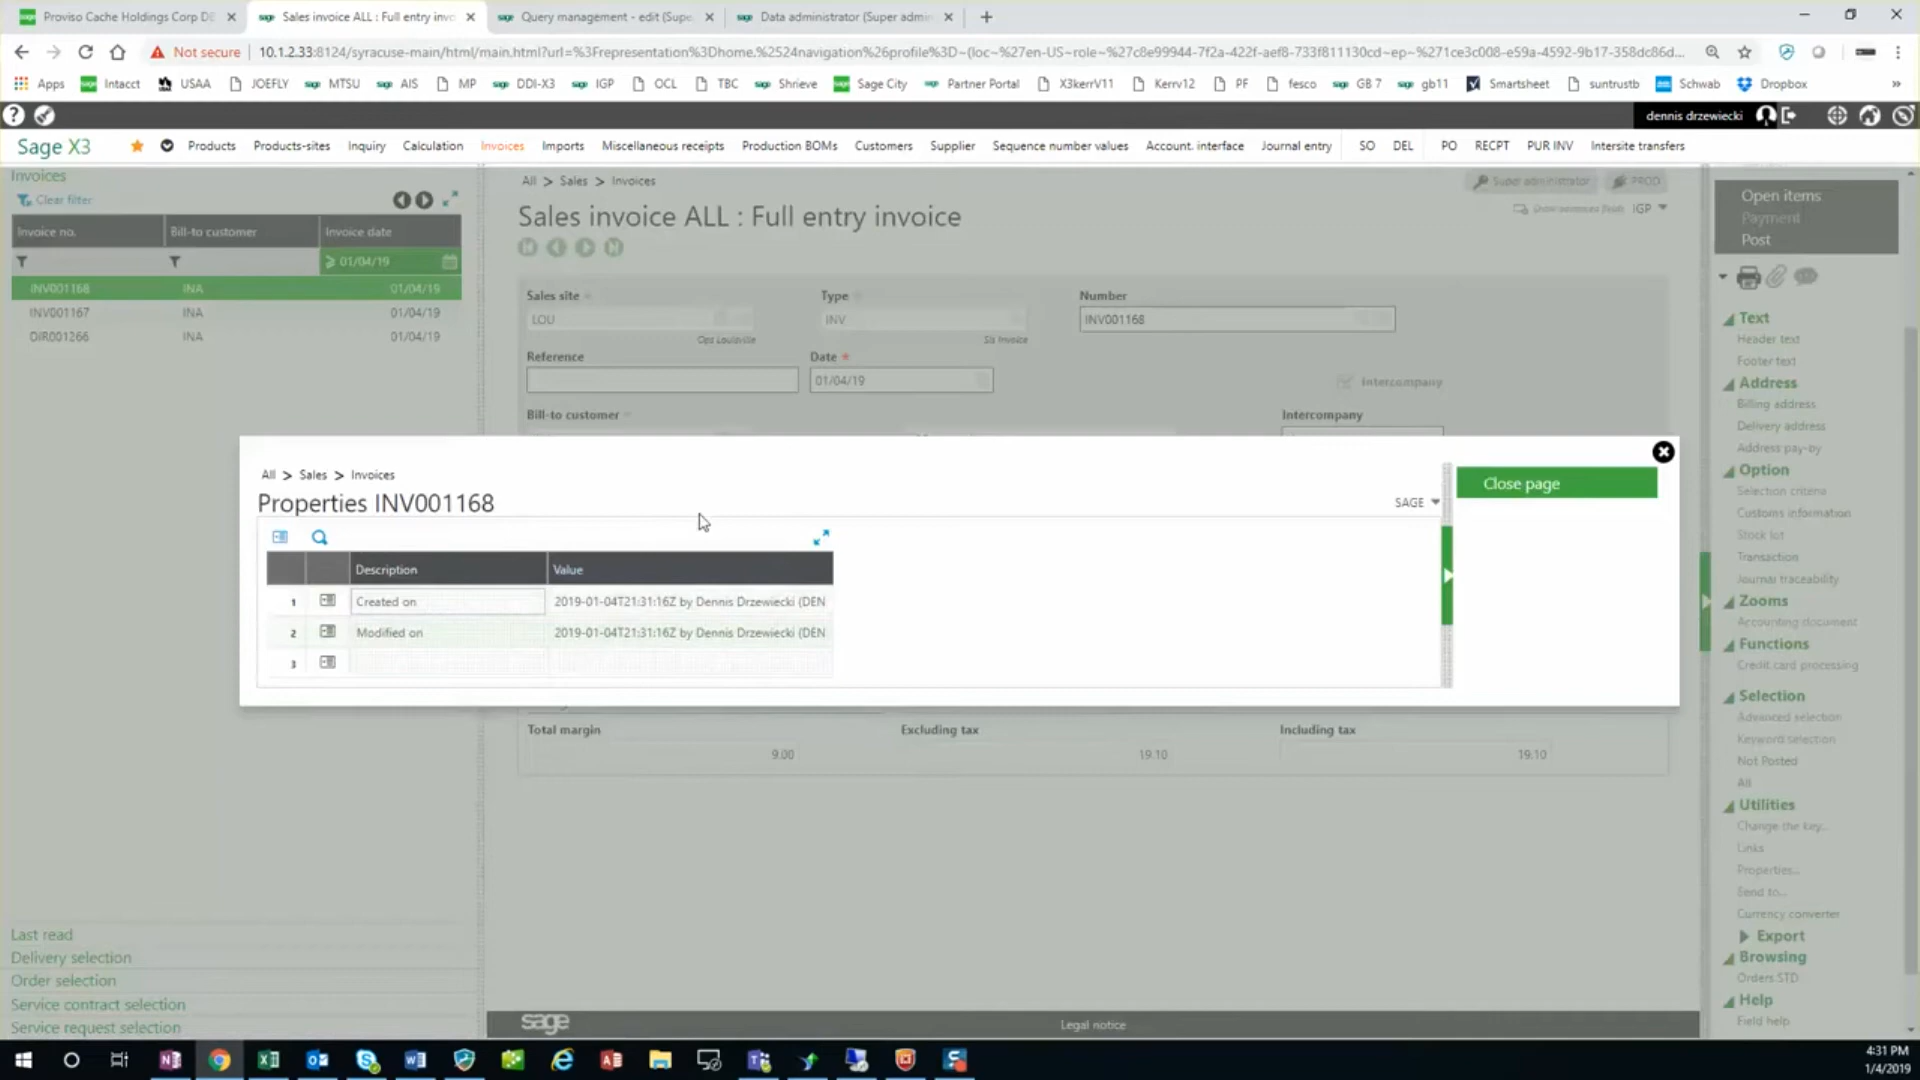 Proviso Cache Holdings Corp DE
Sales invoice ALL : Full entry invo
Query management - edit (Supe
Data administrator (Super admin
Not secure
10.1.2.33:8124/syracuse-main/html/main.html?url=%3Frepresentation%3Dhome.%2524navigation%26profile%3D~(loc~%27en-US~role~%27c8e99944-7f2a-422f-aef8-733f811130cd~ep~%271ce3c008-e59a-4592-9b17-358dc86d...
Apps
Intacct
USAA
JOEFLY
MTSU
AIS
MP
DDI-X3
IGP
OCL
TBC
Shrieve
Sage City
Partner Portal
X3kerrV11
Kerrv12
PF
fesco
GB 7
gb11
Smartsheet
suntrustb
Schwab
Dropbox
dennis drzewiecki
Sage X3
Products
Products-sites
Inquiry
Calculation
Invoices
Imports
Miscellaneous receipts
Production BOMs
Customers
Supplier
Sequence number values
Account. interface
Journal entry
SO
DEL
PO
RECPT
PUR INV
Intersite transfers
Invoices
Clear filter
Invoice no.
Bill-to customer
Invoice date
01/04/19
INV001168 INA 01/04/19
INV001167 INA 01/04/19
DIR001266 INA 01/04/19
All > Sales > Invoices
Super administrator
PROD
Sales invoice ALL : Full entry invoice
IGP
Sales site
Type
Number
LOU
INV
INV001168
Ops Louisville
Sls Invoice
Reference
Date *
01/04/19
Intercompany
Bill-to customer
Intercompany
All > Sales > Invoices
Properties INV001168
SAGE
Close page
Description
Value
1 Created on 2019-01-04T21:31:16Z by Dennis Drzewiecki (DEN
2 Modified on 2019-01-04T21:31:16Z by Dennis Drzewiecki (DEN
3
Total margin
Excluding tax
Including tax
9.00
19.10
19.10
Open items
Payment
Post
Text
Header text
Footer text
Address
Billing address
Delivery address
Address pay-by
Option
Selection criteria
Customs information
Stock lot
Transaction
Journal traceability
Zooms
Accounting document
Functions
Credit card processing
Selection
Advanced selection
Keyword selection
Not Posted
All
Utilities
Change the key...
Links
Properties...
Send to...
Currency converter
Export
Browsing
Orders STD
Help
Field help
Last read
Delivery selection
Order selection
Service contract selection
Service request selection
sage
Legal notice
4:31 PM
1/4/2019